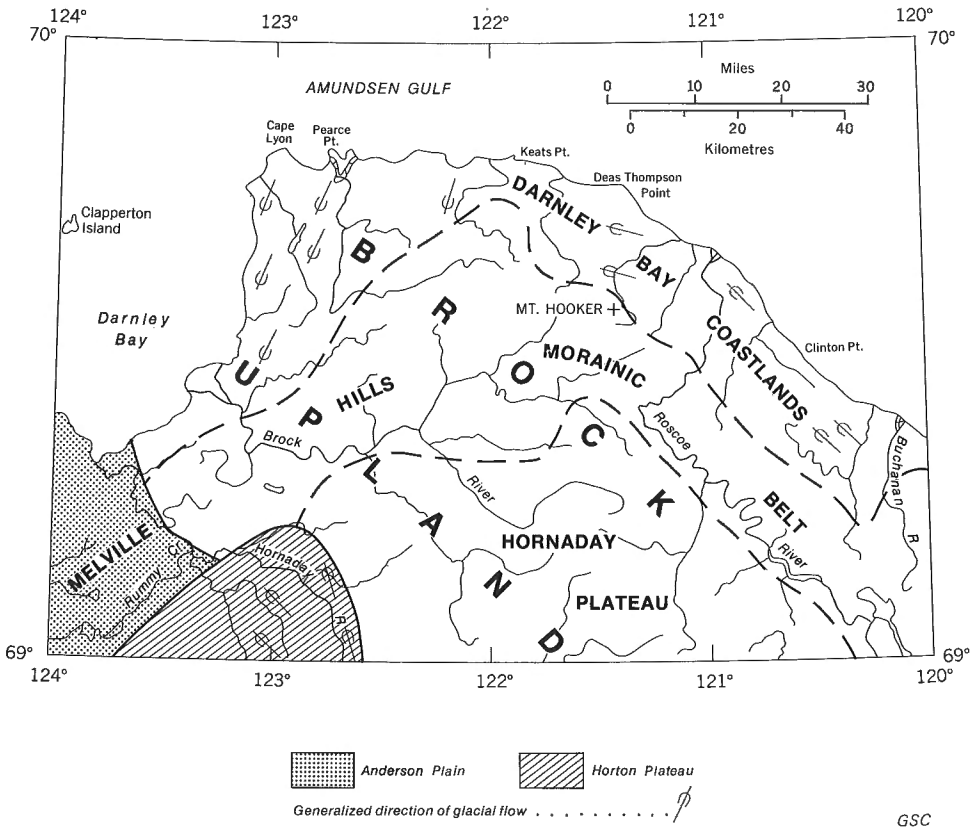 124°
123°
122°
121°
120°
70°
70°
Miles
0 10 20 30
0 20 40
Kilometres
AMUNDSEN GULF
Cape
Lyon
Pearce
Pt.
Keats Pt.
Deas Thompson
Point
Clapperton
Island
DARNLEY
BAY
COASTLANDS
BROCK
UPLAND
MT. HOOKER
Darnley
Bay
Clinton Pt.
MORAINIC
BELT
HILLS
Brock
River
Roscoe
River
Buchanan
R.
HORNADAY
PLATEAU
MELVILLE
Rummy
Hornaday
R.
69°
69°
124°
123°
122°
121°
120°
Anderson Plain
Horton Plateau
Generalized direction of glacial flow . . . . . . . . . .
GSC